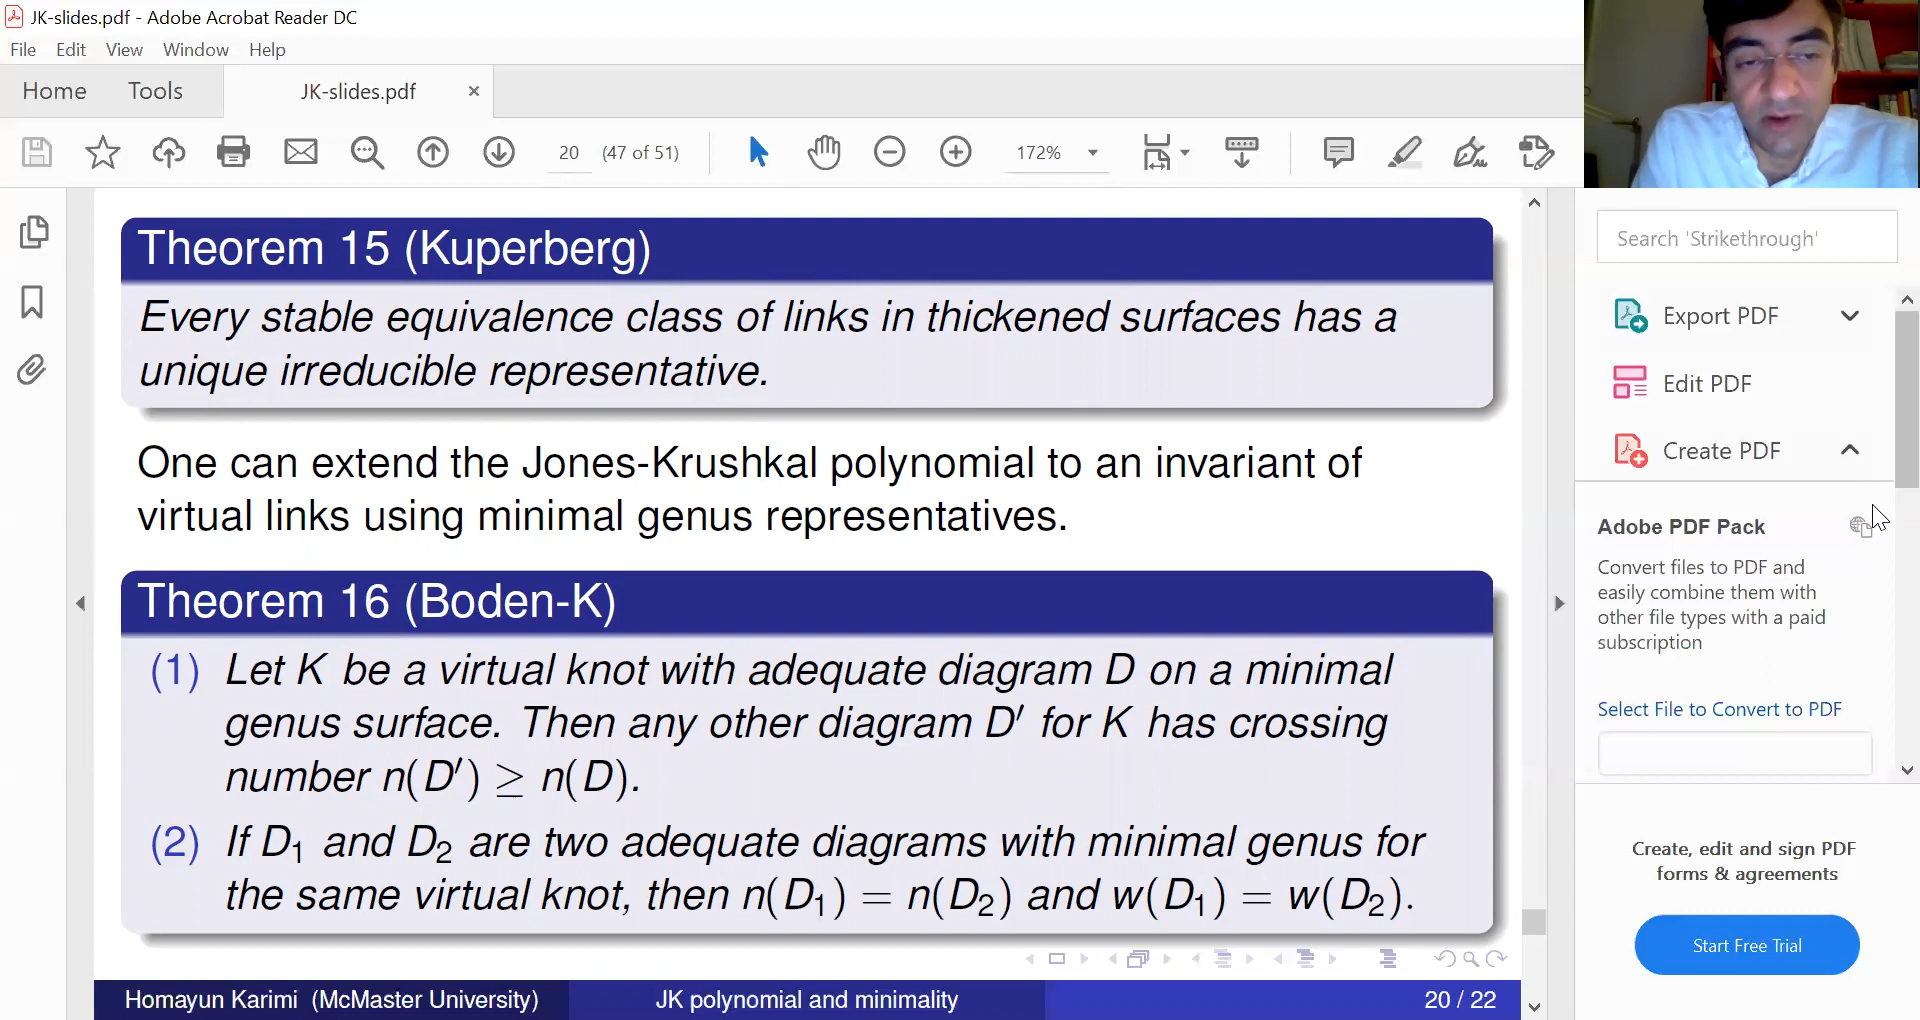 JK-slides.pdf - Adobe Acrobat Reader DC
File Edit View Window Help
Home Tools JK-slides.pdf ×
20 (47 of 51) 172%
Theorem 15 (Kuperberg)
Every stable equivalence class of links in thickened surfaces has a
unique irreducible representative.
One can extend the Jones-Krushkal polynomial to an invariant of
virtual links using minimal genus representatives.
Theorem 16 (Boden-K)
(1) Let K be a virtual knot with adequate diagram D on a minimal
genus surface. Then any other diagram D′ for K has crossing
number n(D′) ≥ n(D).
(2) If D₁ and D₂ are two adequate diagrams with minimal genus for
the same virtual knot, then n(D₁) = n(D₂) and w(D₁) = w(D₂).
Homayun Karimi (McMaster University) JK polynomial and minimality 20 / 22
Search 'Strikethrough'
Export PDF
Edit PDF
Create PDF
Adobe PDF Pack
Convert files to PDF and
easily combine them with
other file types with a paid
subscription
Select File to Convert to PDF
Create, edit and sign PDF
forms & agreements
Start Free Trial